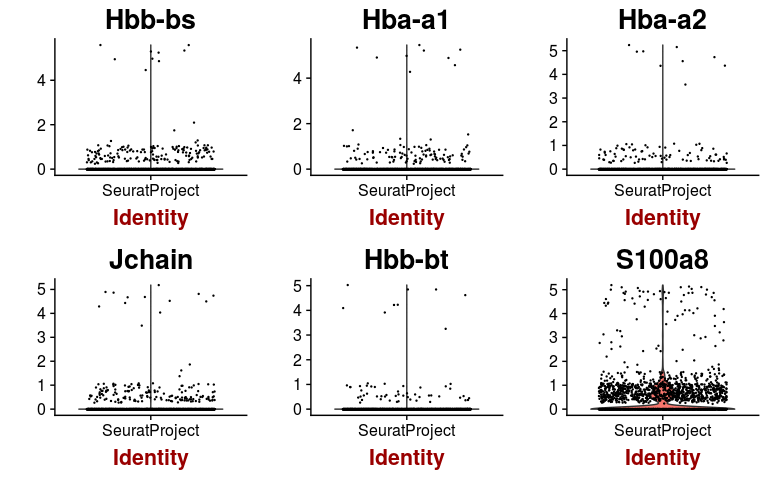 Hbb-bs
Hba-a1
Hba-a2
4
2
0
SeuratProject
Identity
4
2
0
SeuratProject
Identity
5
4
3
2
1
0
SeuratProject
Identity
Jchain
Hbb-bt
S100a8
5
4
3
2
1
0
SeuratProject
Identity
5
4
3
2
1
0
SeuratProject
Identity
5
4
3
2
1
0
SeuratProject
Identity